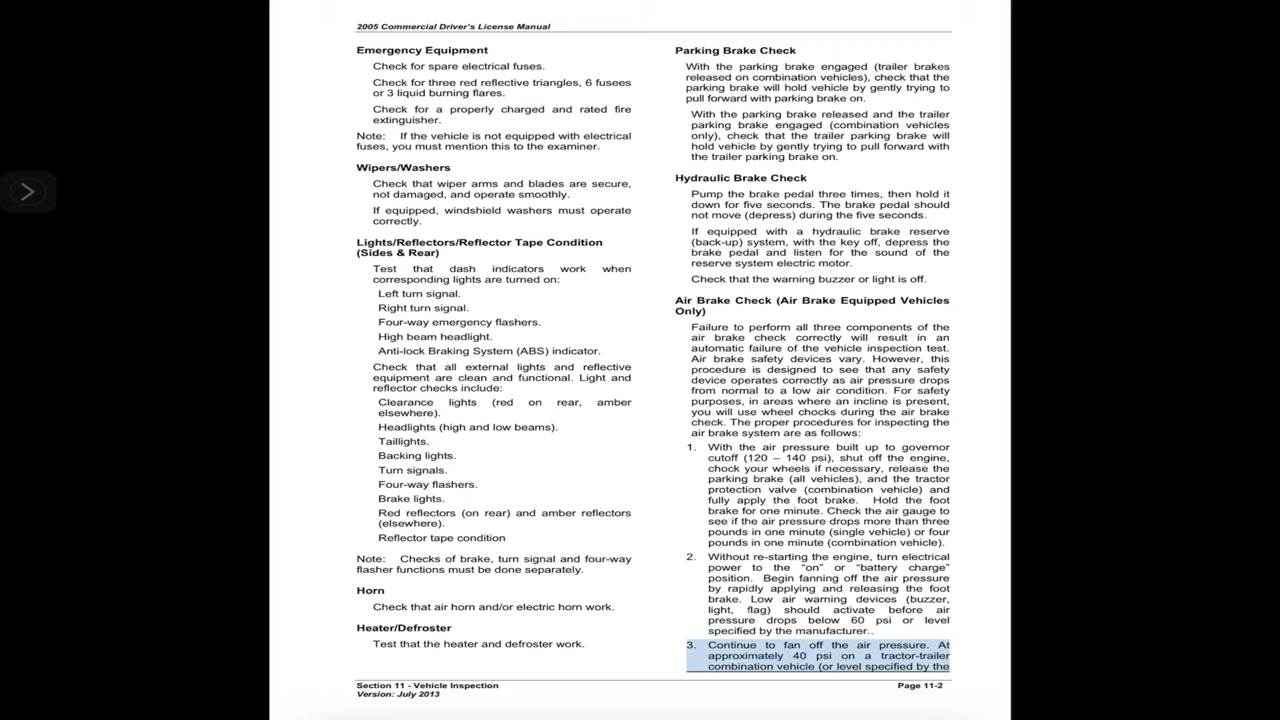 2005 Commercial Driver's License Manual
Emergency Equipment
Check for spare electrical fuses.
Check for three red reflective triangles, 6 fusees
or 3 liquid burning flares.
Check for a properly charged and rated fire
extinguisher.
Note: If the vehicle is not equipped with electrical
fuses, you must mention this to the examiner.
Wipers/Washers
Check that wiper arms and blades are secure,
not damaged, and operate smoothly.
If equipped, windshield washers must operate
correctly.
Lights/Reflectors/Reflector Tape Condition
(Sides & Rear)
Test that dash indicators work when
corresponding lights are turned on:
Left turn signal.
Right turn signal.
Four-way emergency flashers.
High beam headlight.
Anti-lock Braking System (ABS) indicator.
Check that all external lights and reflective
equipment are clean and functional. Light and
reflector checks include:
Clearance lights (red on rear, amber
elsewhere).
Headlights (high and low beams).
Taillights.
Backing lights.
Turn signals.
Four-way flashers.
Brake lights.
Red reflectors (on rear) and amber reflectors
(elsewhere).
Reflector tape condition
Note: Checks of brake, turn signal and four-way
flasher functions must be done separately.
Horn
Check that air horn and/or electric horn work.
Heater/Defroster
Test that the heater and defroster work.
Parking Brake Check
With the parking brake engaged (trailer brakes
released on combination vehicles), check that the
parking brake will hold vehicle by gently trying to
pull forward with parking brake on.
With the parking brake released and the trailer
parking brake engaged (combination vehicles
only), check that the trailer parking brake will
hold vehicle by gently trying to pull forward with
the trailer parking brake on.
Hydraulic Brake Check
Pump the brake pedal three times, then hold it
down for five seconds. The brake pedal should
not move (depress) during the five seconds.
If equipped with a hydraulic brake reserve
(back-up) system, with the key off, depress the
brake pedal and listen for the sound of the
reserve system electric motor.
Check that the warning buzzer or light is off.
Air Brake Check (Air Brake Equipped Vehicles
Only)
Failure to perform all three components of the
air brake check correctly will result in an
automatic failure of the vehicle inspection test.
Air brake safety devices vary. However, this
procedure is designed to see that any safety
device operates correctly as air pressure drops
from normal to a low air condition. For safety
purposes, in areas where an incline is present,
you will use wheel chocks during the air brake
check. The proper procedures for inspecting the
air brake system are as follows:
1. With the air pressure built up to governor
cutoff (120 – 140 psi), shut off the engine,
chock your wheels if necessary, release the
parking brake (all vehicles), and the tractor
protection valve (combination vehicle) and
fully apply the foot brake. Hold the foot
brake for one minute. Check the air gauge to
see if the air pressure drops more than three
pounds in one minute (single vehicle) or four
pounds in one minute (combination vehicle).
2. Without re-starting the engine, turn electrical
power to the “on” or “battery charge”
position. Begin fanning off the air pressure
by rapidly applying and releasing the foot
brake. Low air warning devices (buzzer,
light, flag) should activate before air
pressure drops below 60 psi or level
specified by the manufacturer..
3. Continue to fan off the air pressure. At
approximately 40 psi on a tractor-trailer
combination vehicle (or level specified by the
Section 11 - Vehicle Inspection
Version: July 2013
Page 11-2